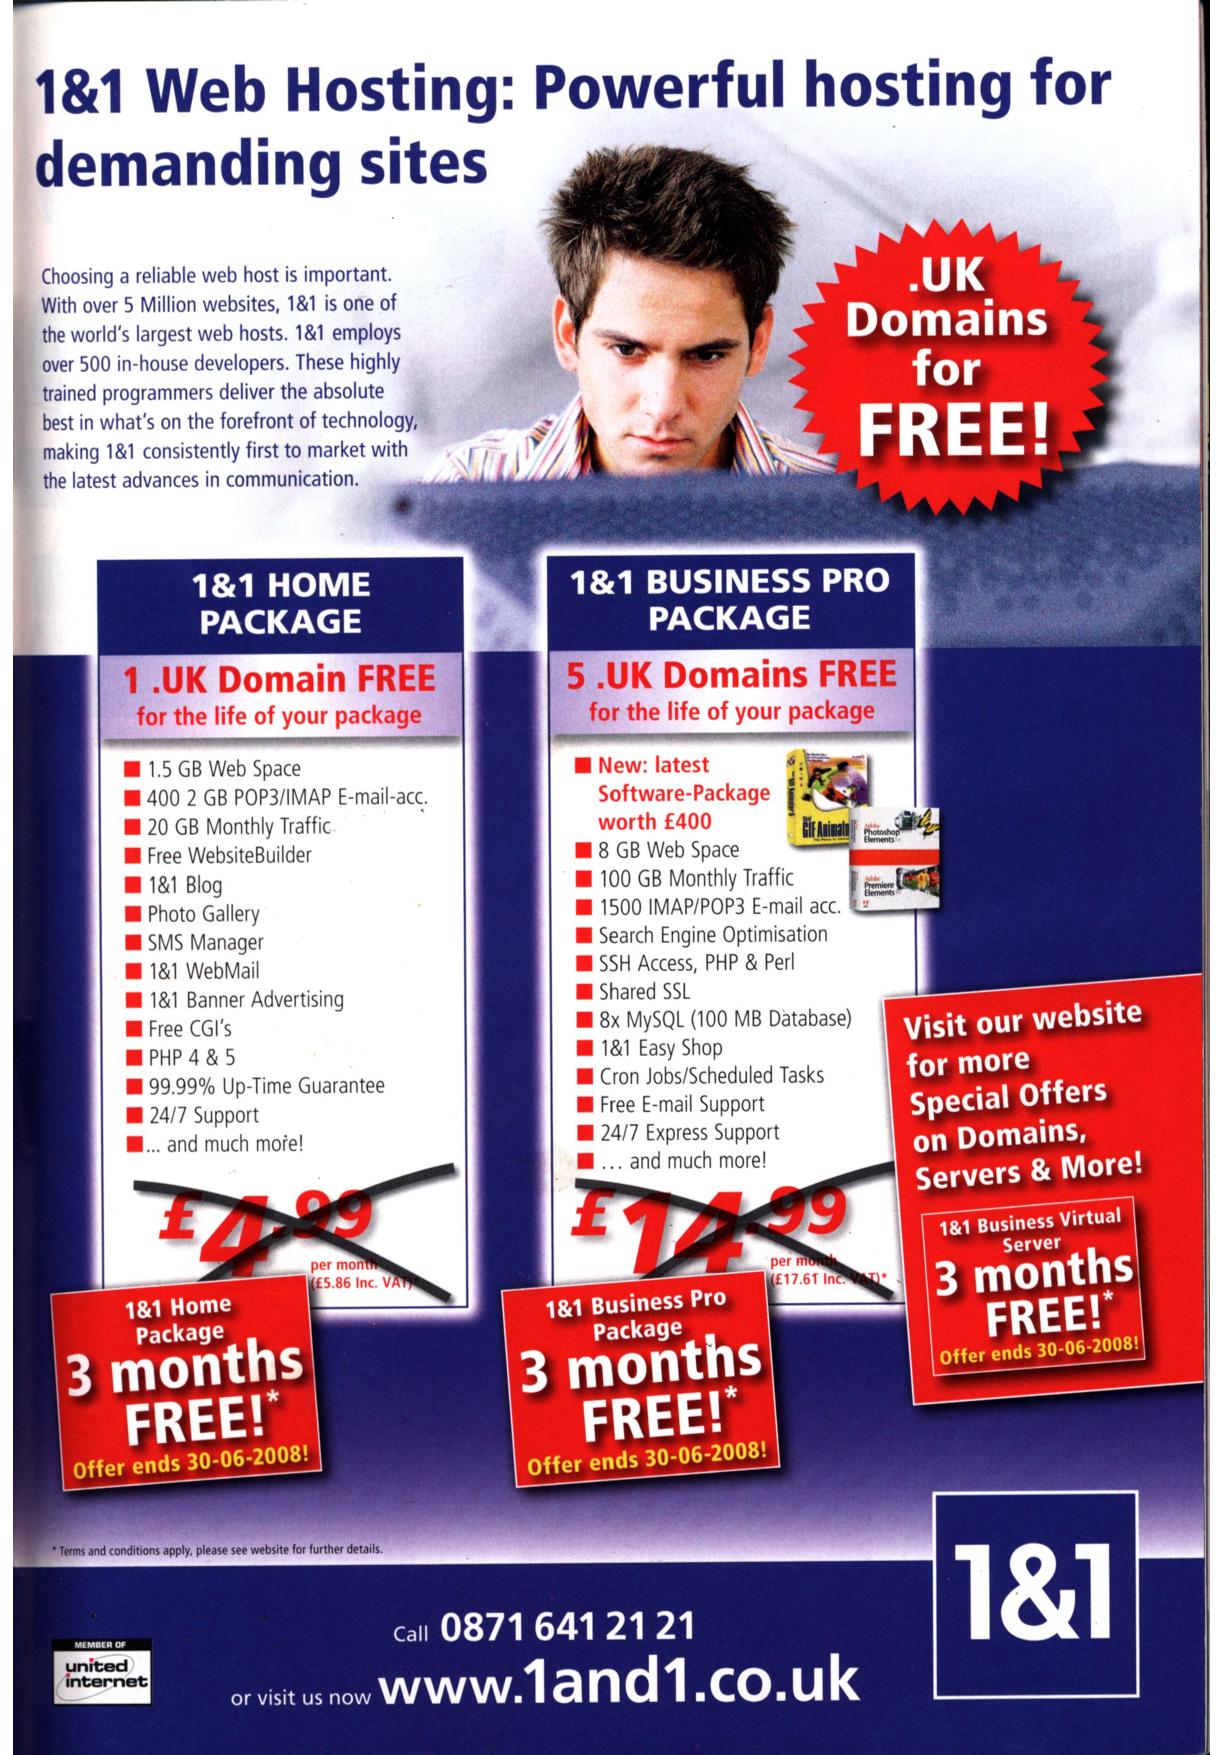 1&1 Web Hosting: Powerful hosting for
demanding sites
Choosing a reliable web host is important.
With over 5 Million websites, 1&1 is one of
the world's largest web hosts. 1&1 employs
over 500 in-house developers. These highly
trained programmers deliver the absolute
best in what's on the forefront of technology,
making 1&1 consistently first to market with
the latest advances in communication.
.UK
Domains
for
FREE!
1&1 HOME
PACKAGE
1 .UK Domain FREE
for the life of your package
1.5 GB Web Space
400 2 GB POP3/IMAP E-mail-acc.
20 GB Monthly Traffic
Free WebsiteBuilder
1&1 Blog
Photo Gallery
SMS Manager
1&1 WebMail
1&1 Banner Advertising
Free CGI's
PHP 4 & 5
99.99% Up-Time Guarantee
24/7 Support
... and much more!
£4.99
per month
(£5.86 Inc. VAT)*
1&1 Home
Package
3 months
FREE!*
Offer ends 30-06-2008!
1&1 BUSINESS PRO
PACKAGE
5 .UK Domains FREE
for the life of your package
New: latest
Software-Package
worth £400
8 GB Web Space
100 GB Monthly Traffic
1500 IMAP/POP3 E-mail acc.
Search Engine Optimisation
SSH Access, PHP & Perl
Shared SSL
8x MySQL (100 MB Database)
1&1 Easy Shop
Cron Jobs/Scheduled Tasks
Free E-mail Support
24/7 Express Support
... and much more!
GIF Animator
Adobe
Photoshop
Elements
Adobe
Premiere
Elements
£14.99
per month
(£17.61 Inc. VAT)*
1&1 Business Pro
Package
3 months
FREE!*
Offer ends 30-06-2008!
Visit our website
for more
Special Offers
on Domains,
Servers & More!
1&1 Business Virtual
Server
3 months
FREE!*
Offer ends 30-06-2008!
* Terms and conditions apply, please see website for further details.
1&1
MEMBER OF
united
internet
Call 0871 641 21 21
or visit us now www.1and1.co.uk